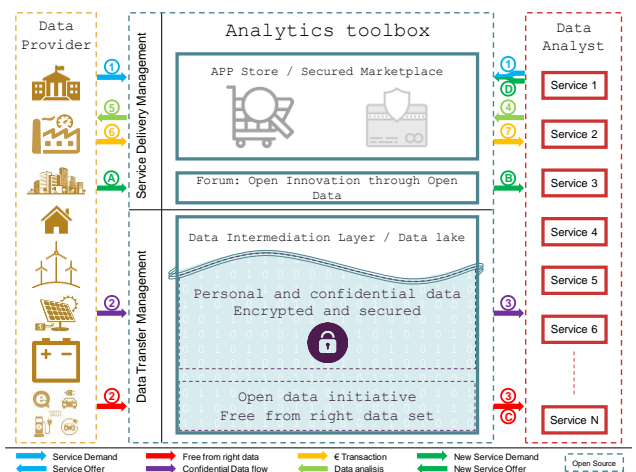 Data
Provider
Analytics toolbox
Data
Analyst
Service Delivery Management
Data Transfer Management
APP Store / Secured Marketplace
Forum: Open Innovation through Open
Data
Data Intermediation Layer / Data lake
Personal and confidential data
Encrypted and secured
Open data initiative
Free from right data set
1
5
6
A
2
2
1
D
4
7
B
3
3
C
Service 1
Service 2
Service 3
Service 4
Service 5
Service 6
Service N
Service Demand
Free from right data
€ Transaction
New Service Demand
Service Offer
Confidential Data flow
Data analisis
New Service Offer
Open Source